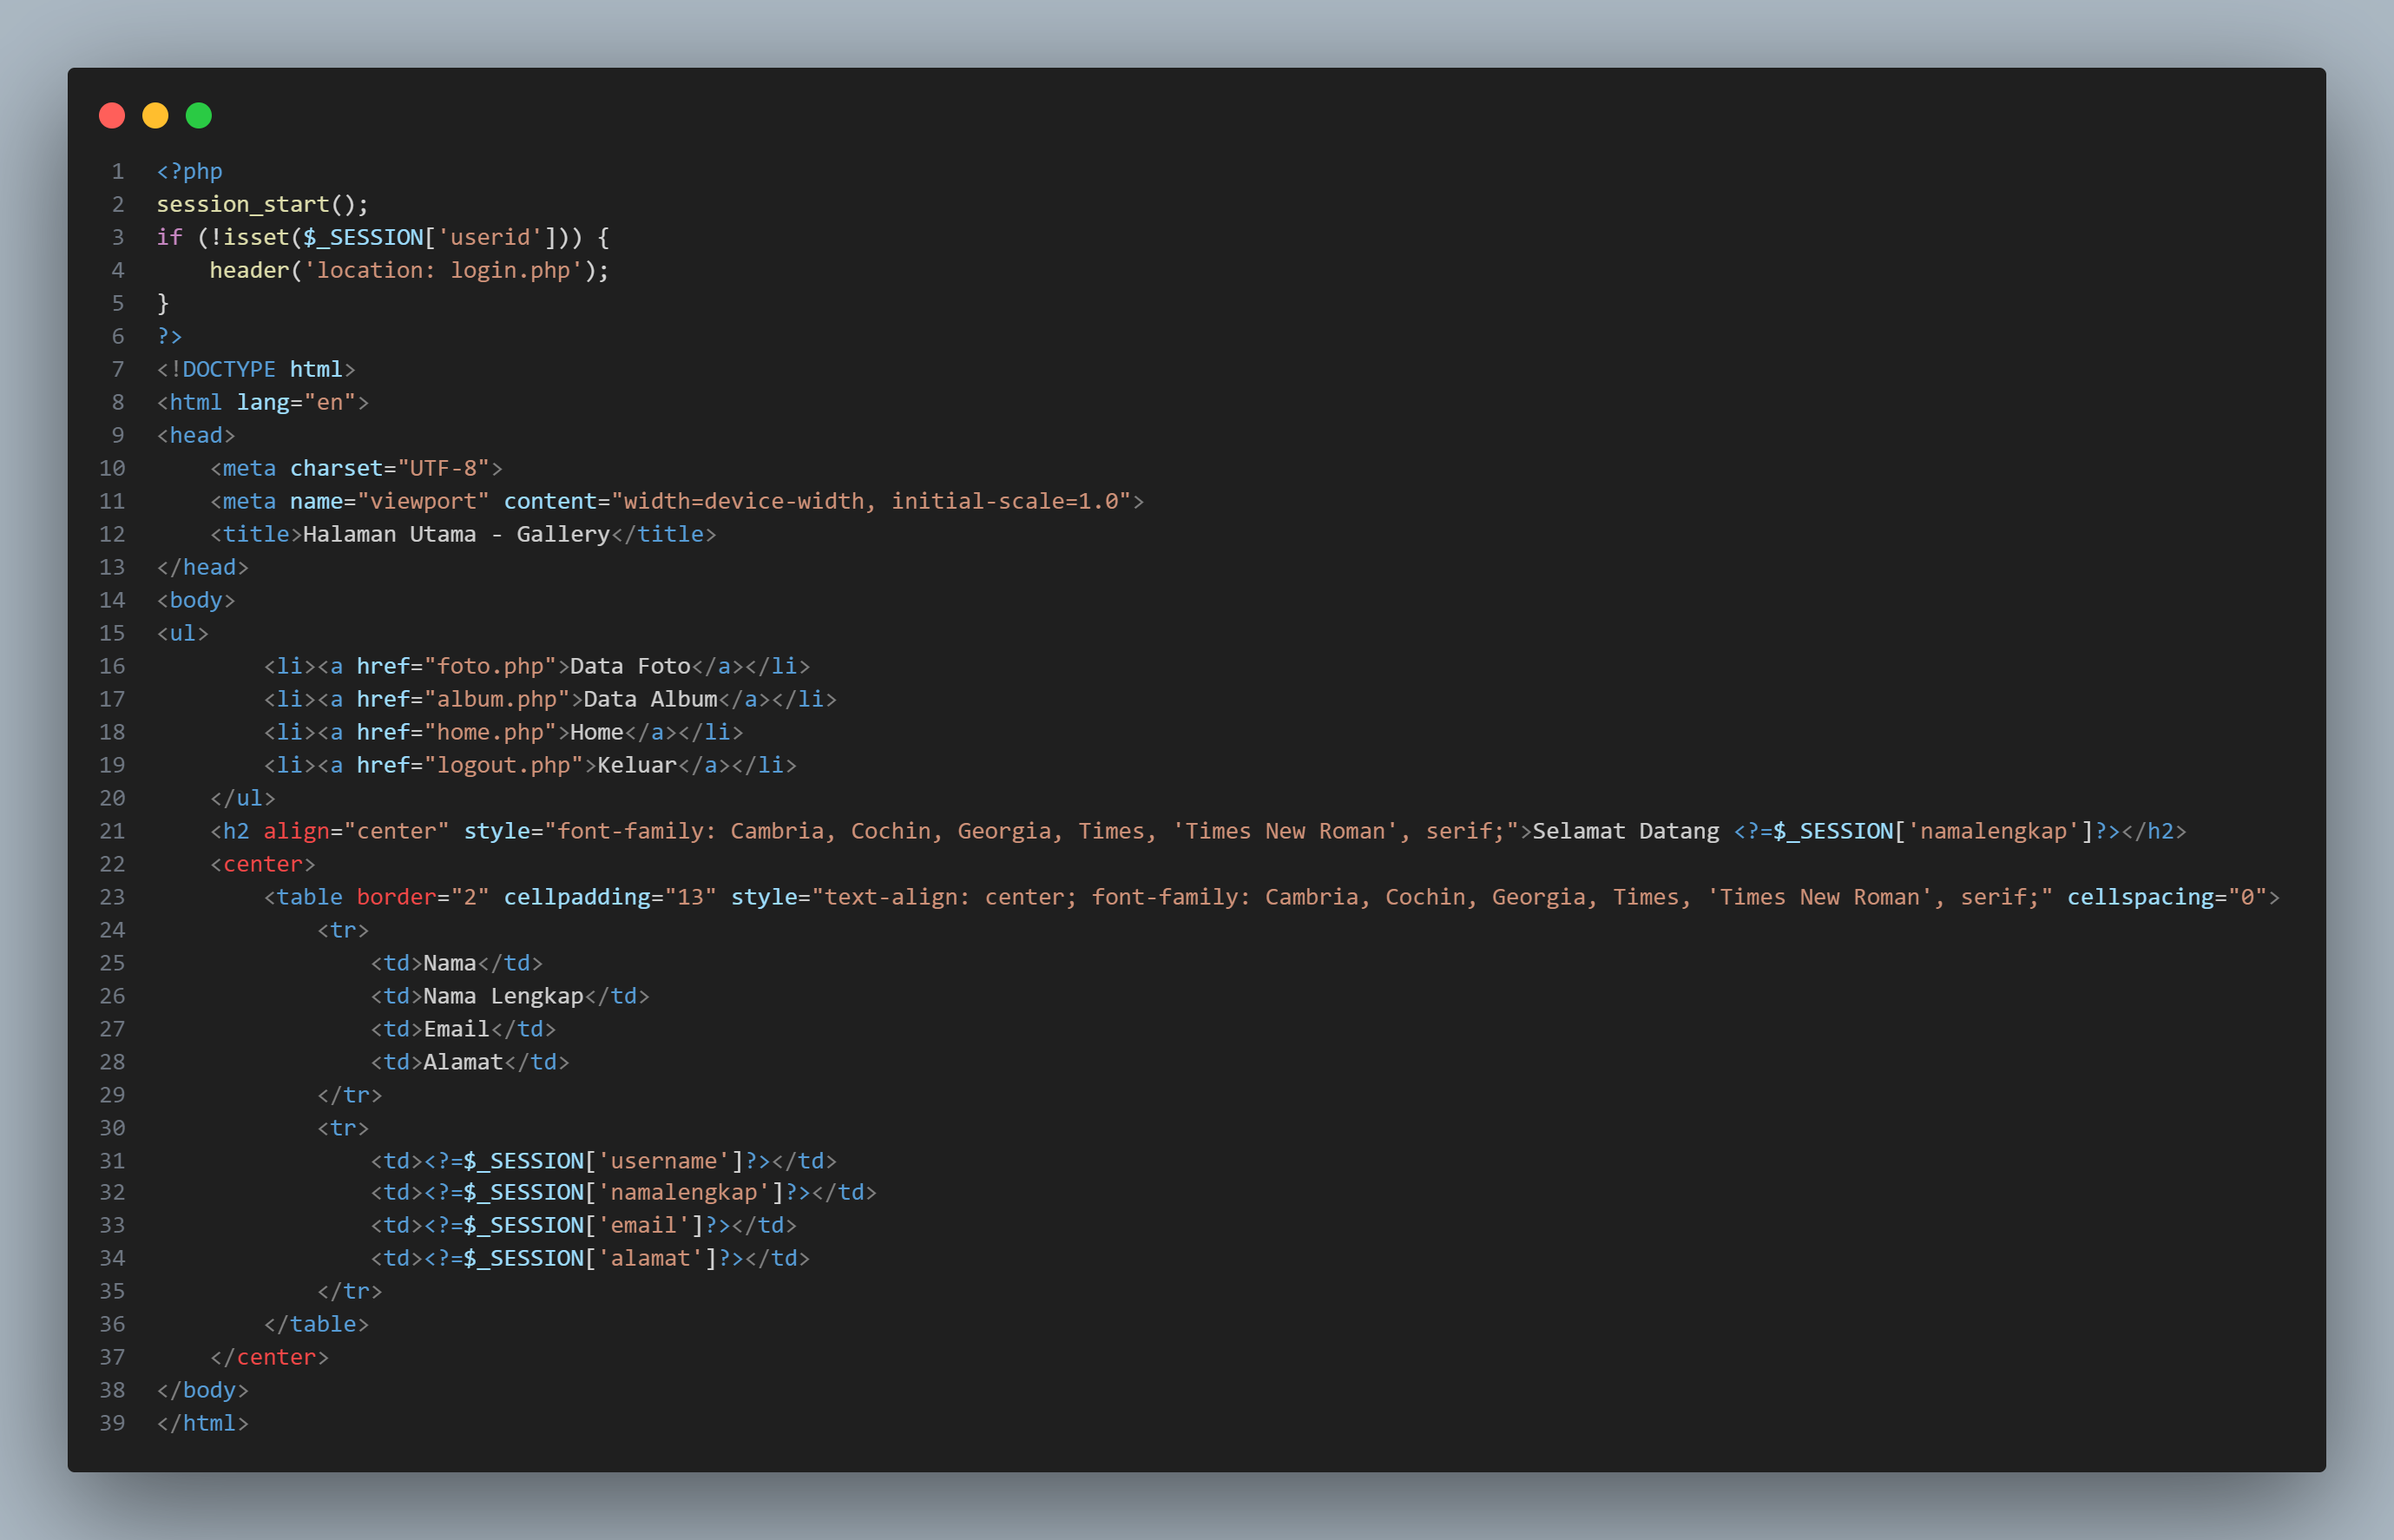 1 <?php
2 session_start();
3 if (!isset($_SESSION['userid'])) {
4     header('location: login.php');
5 }
6 ?>
7 <!DOCTYPE html>
8 <html lang="en">
9 <head>
10     <meta charset="UTF-8">
11     <meta name="viewport" content="width=device-width, initial-scale=1.0">
12     <title>Halaman Utama - Gallery</title>
13 </head>
14 <body>
15 <ul>
16         <li><a href="foto.php">Data Foto</a></li>
17         <li><a href="album.php">Data Album</a></li>
18         <li><a href="home.php">Home</a></li>
19         <li><a href="logout.php">Keluar</a></li>
20     </ul>
21     <h2 align="center" style="font-family: Cambria, Cochin, Georgia, Times, 'Times New Roman', serif;">Selamat Datang <?=$_SESSION['namalengkap']?></h2>
22     <center>
23         <table border="2" cellpadding="13" style="text-align: center; font-family: Cambria, Cochin, Georgia, Times, 'Times New Roman', serif;" cellspacing="0">
24             <tr>
25                 <td>Nama</td>
26                 <td>Nama Lengkap</td>
27                 <td>Email</td>
28                 <td>Alamat</td>
29             </tr>
30             <tr>
31                 <td><?=$_SESSION['username']?></td>
32                 <td><?=$_SESSION['namalengkap']?></td>
33                 <td><?=$_SESSION['email']?></td>
34                 <td><?=$_SESSION['alamat']?></td>
35             </tr>
36         </table>
37     </center>
38 </body>
39 </html>